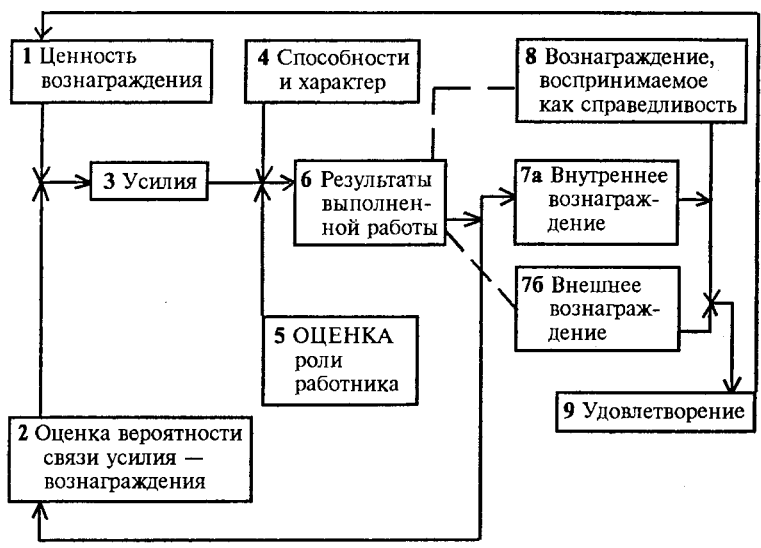 1 Ценность
вознаграждения
4 Способности
и характер
8 Вознаграждение,
воспринимаемое
как справедливость
3 Усилия
6 Результаты
выполнен-
ной работы
7а Внутреннее
вознаграж-
дение
7б Внешнее
вознаграж-
дение
5 ОЦЕНКА
роли
работника
9 Удовлетворение
2 Оценка вероятности
связи усилия —
вознаграждения